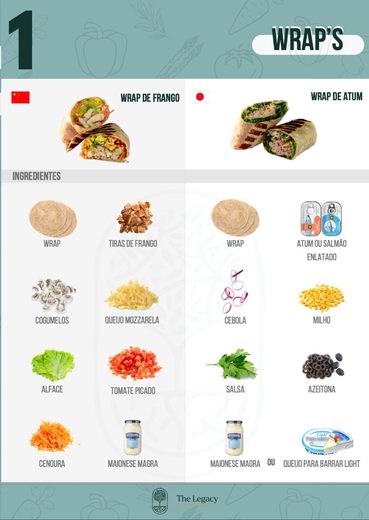 1
WRAP'S
WRAP DE FRANGO
WRAP DE ATUM
INGREDIENTES
WRAP
TIRAS DE FRANGO
WRAP
ATUM OU SALMÃO
ENLATADO
COGUMELOS
QUEIJO MOZZARELA
CEBOLA
MILHO
ALFACE
TOMATE PICADO
SALSA
AZEITONA
CENOURA
MAIONESE MAGRA
MAIONESE MAGRA
OU
QUEIJO PARA BARRAR LIGHT
The Legacy